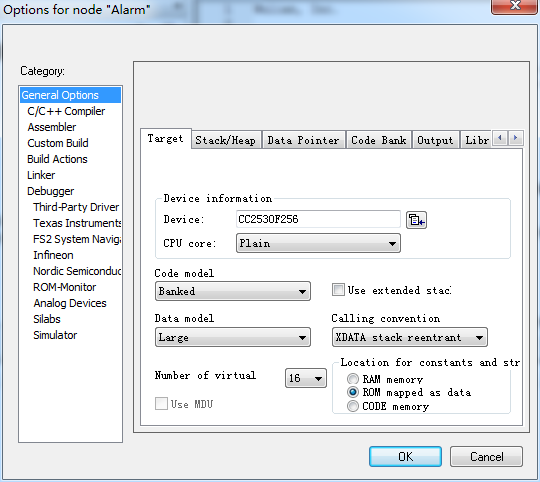 Options for node "Alarm"
Category:
General Options
C/C++ Compiler
Assembler
Custom Build
Build Actions
Linker
Debugger
Third-Party Driver
Texas Instruments
FS2 System Naviga
Infineon
Nordic Semiconduc
ROM-Monitor
Analog Devices
Silabs
Simulator
Target Stack/Heap Data Pointer Code Bank Output Libr
Device information
Device: CC2530F256
CPU core: Plain
Code model
Banked
Use extended stac
Data model
Large
Calling convention
XDATA stack reentrant
Number of virtual 16
Use MDU
Location for constants and str
RAM memory
ROM mapped as data
CODE memory
OK Cancel